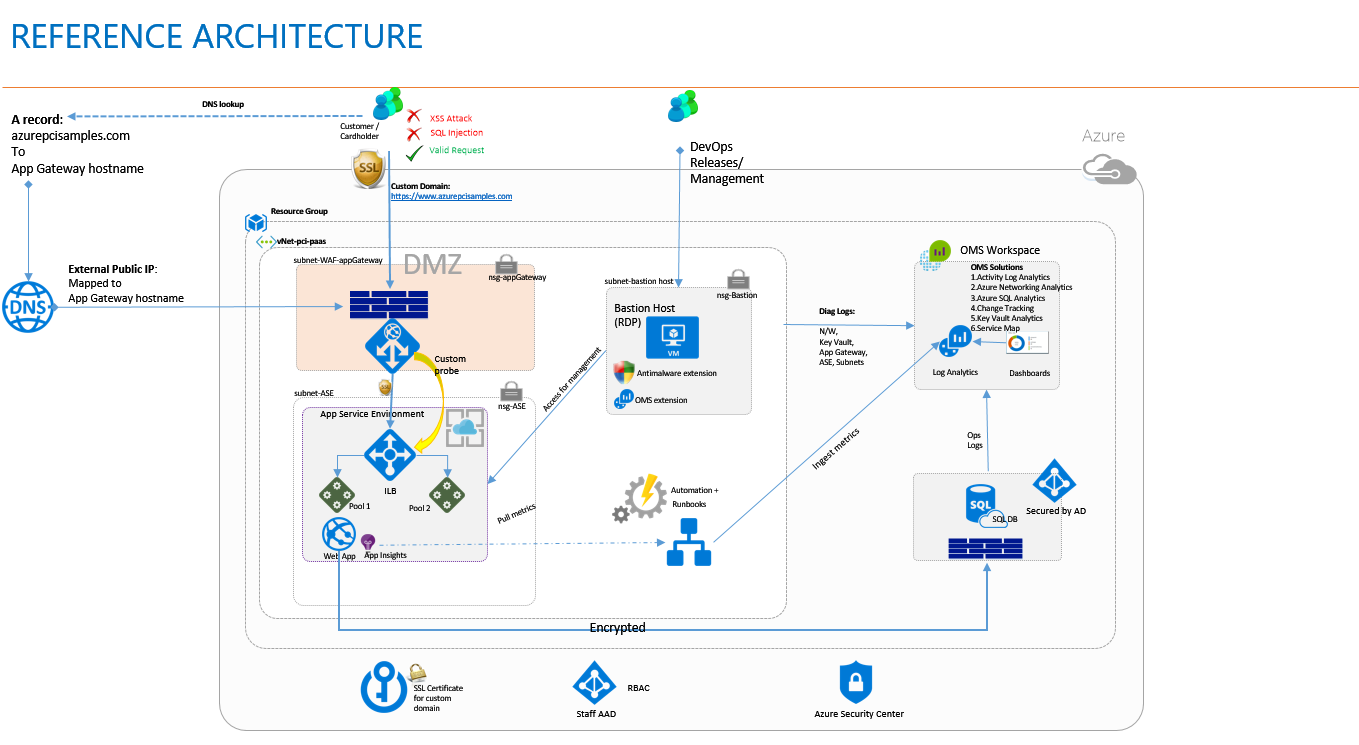 REFERENCE ARCHITECTURE
DNS lookup
A record:
azurepcisamples.com
To
App Gateway hostname
Customer /
Cardholder
XSS Attack
SQL Injection
Valid Request
SSL
Custom Domain:
https://www.azurepcisamples.com
DevOps
Releases/
Management
Azure
Resource Group
vNet-pci-paas
External Public IP:
Mapped to
App Gateway hostname
DNS
subnet-WAF-appGateway
DMZ
nsg-appGateway
Custom
probe
subnet-ASE
nsg-ASE
App Service Environment
ILB
Pool 1
Pool 2
Web App
App Insights
subnet-bastion host
nsg-Bastion
Bastion Host
(RDP)
VM
Antimalware extension
OMS extension
Access for management
Pull metrics
Automation +
Runbooks
Ingest metrics
Diag Logs:
N/W,
Key Vault,
App Gateway,
ASE, Subnets
OMS Workspace
OMS Solutions
1.Activity Log Analytics
2.Azure Networking Analytics
3.Azure SQL Analytics
4.Change Tracking
5.Key Vault Analytics
6.Service Map
Log Analytics
Dashboards
Ops
Logs
SQL
SQL DB
Secured by AD
Encrypted
SSL Certificate
for custom
domain
RBAC
Staff AAD
Azure Security Center